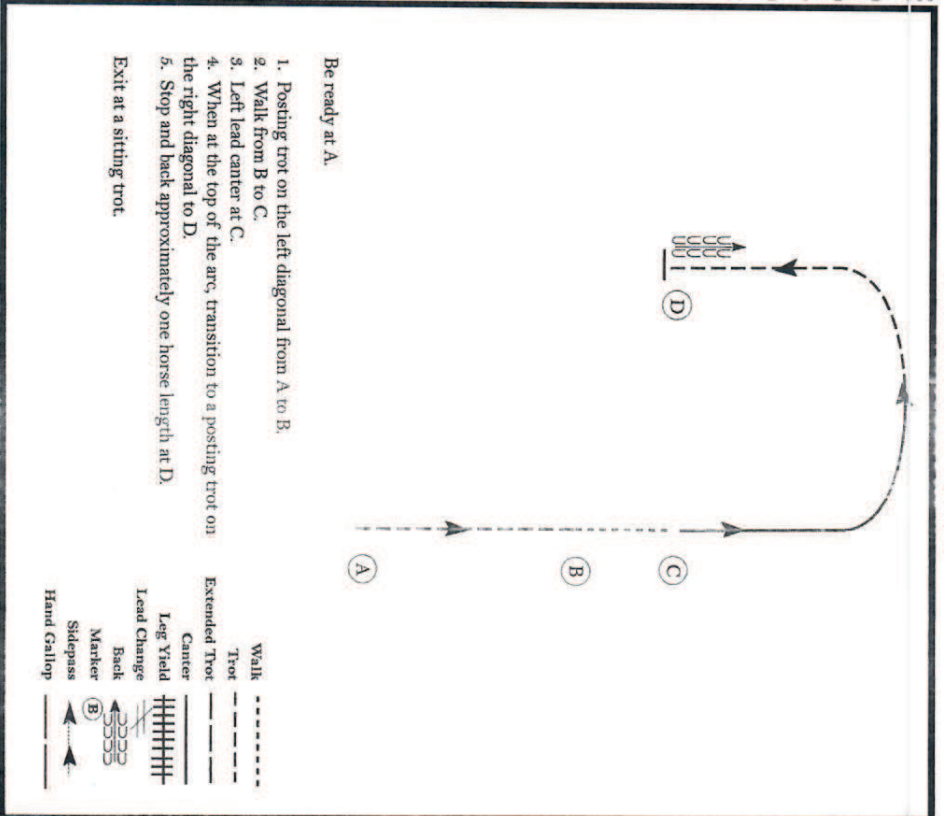 A
B
C
D
Be ready at A.
1. Posting trot on the left diagonal from A to B.
2. Walk from B to C.
3. Left lead canter at C.
4. When at the top of the arc, transition to a posting trot on
the right diagonal to D.
5. Stop and back approximately one horse length at D.
Exit at a sitting trot.
Walk
Trot
Extended Trot
Canter
Leg Yield
Lead Change
Back
Marker B
Sidepass
Hand Gallop